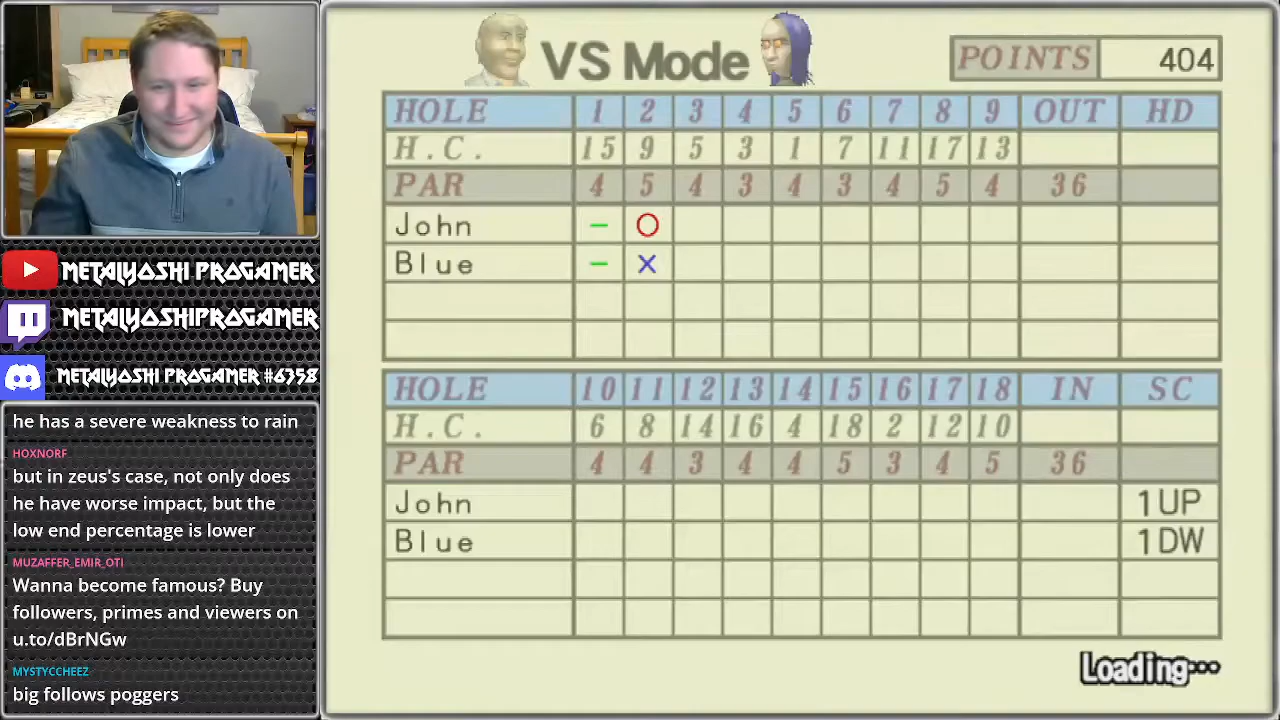 VS Mode
POINTS 404
HOLE 1 2 3 4 5 6 7 8 9 OUT HD
H.C. 15 9 5 3 1 7 11 17 13
PAR 4 5 4 3 4 3 4 5 4 36
John – O
Blue – X
HOLE 10 11 12 13 14 15 16 17 18 IN SC
H.C. 6 8 14 16 4 18 2 12 10
PAR 4 4 3 4 4 5 3 4 5 36
John 1UP
Blue 1DW
Loading...
METALYOSHI PROGAMER
METALYOSHIPROGAMER
METALYOSHI PROGAMER #6358
he has a severe weakness to rain
HOXNORF
but in zeus's case, not only does
he have worse impact, but the
low end percentage is lower
MUZAFFER_EMIR_OTI
Wanna become famous? Buy
followers, primes and viewers on
u.to/dBrNGw
MYSTYCCHEEZ
big follows poggers